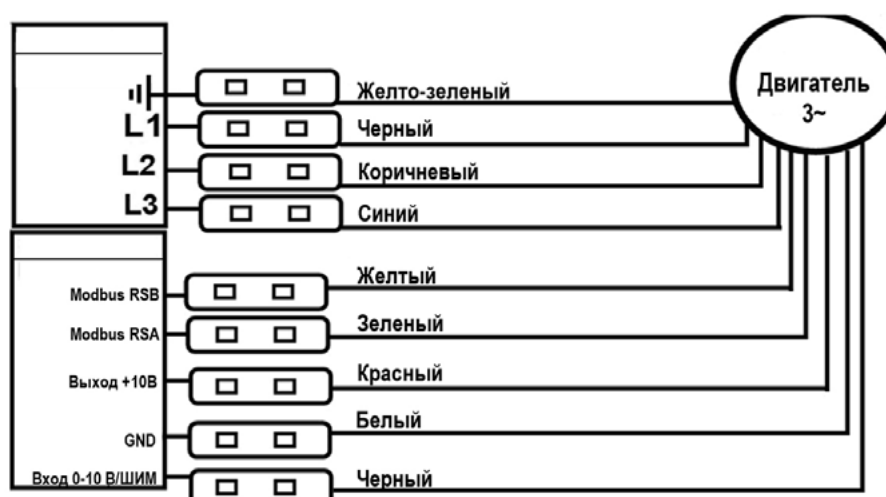 Двигатель
3~
Желто-зеленый
L1
Черный
L2
Коричневый
L3
Синий
Modbus RSB
Желтый
Modbus RSA
Зеленый
Выход +10В
Красный
GND
Белый
Вход 0-10 В/ШИМ
Черный